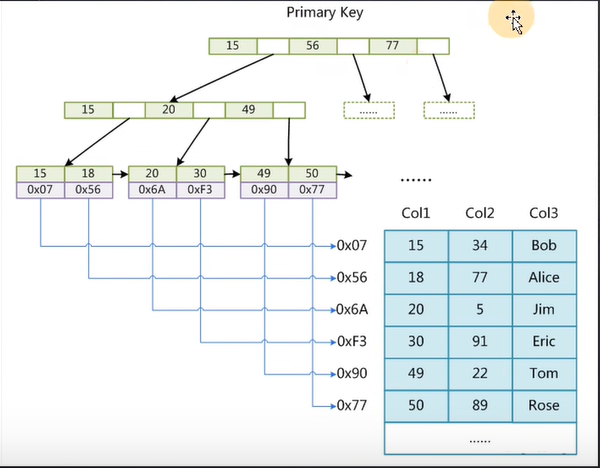 Primary Key
15 56 77
15 20 49
...... ......
15 18 20 30 49 50
0x07 0x56 0x6A 0xF3 0x90 0x77
......
Col1 Col2 Col3
0x07 15 34 Bob
0x56 18 77 Alice
0x6A 20 5 Jim
0xF3 30 91 Eric
0x90 49 22 Tom
0x77 50 89 Rose
......